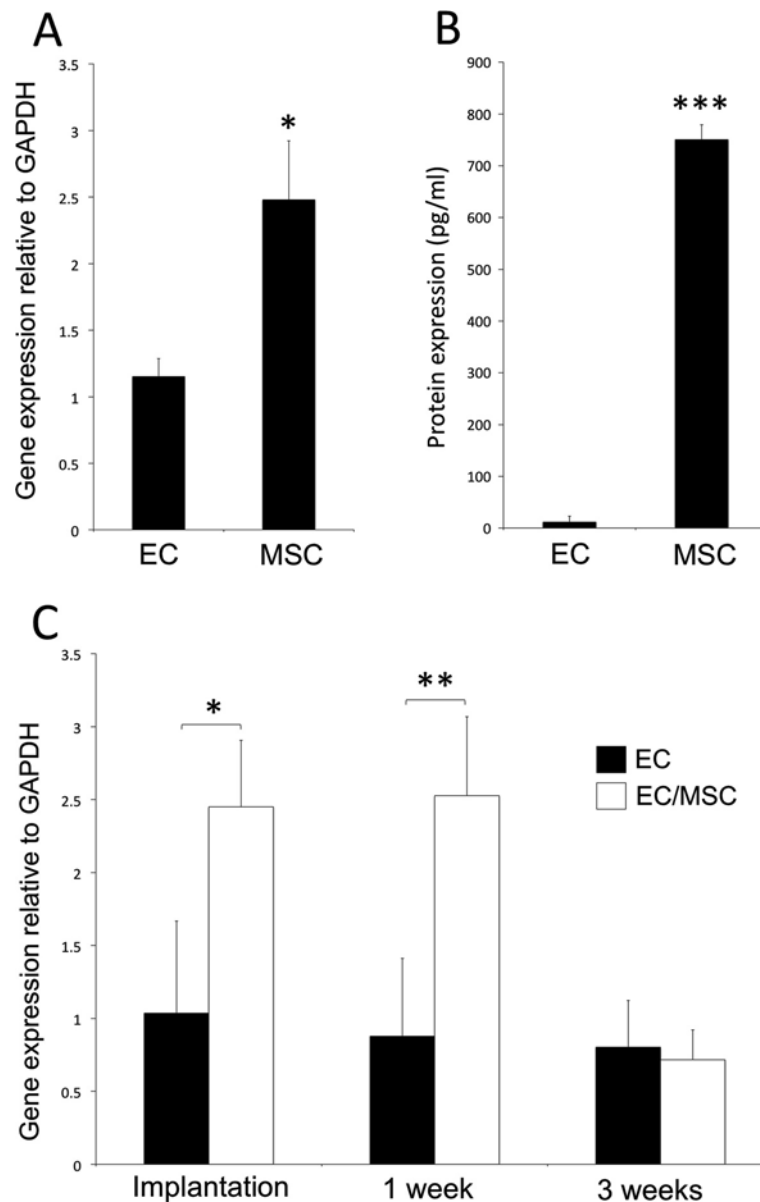 A
Gene expression relative to GAPDH
3.5
3
2.5
2
1.5
1
0.5
0
*
EC
MSC
B
Protein expression (pg/ml)
900
800
700
600
500
400
300
200
100
0
***
EC
MSC
C
Gene expression relative to GAPDH
3.5
3
2.5
2
1.5
1
0.5
0
*
**
EC
EC/MSC
Implantation
1 week
3 weeks